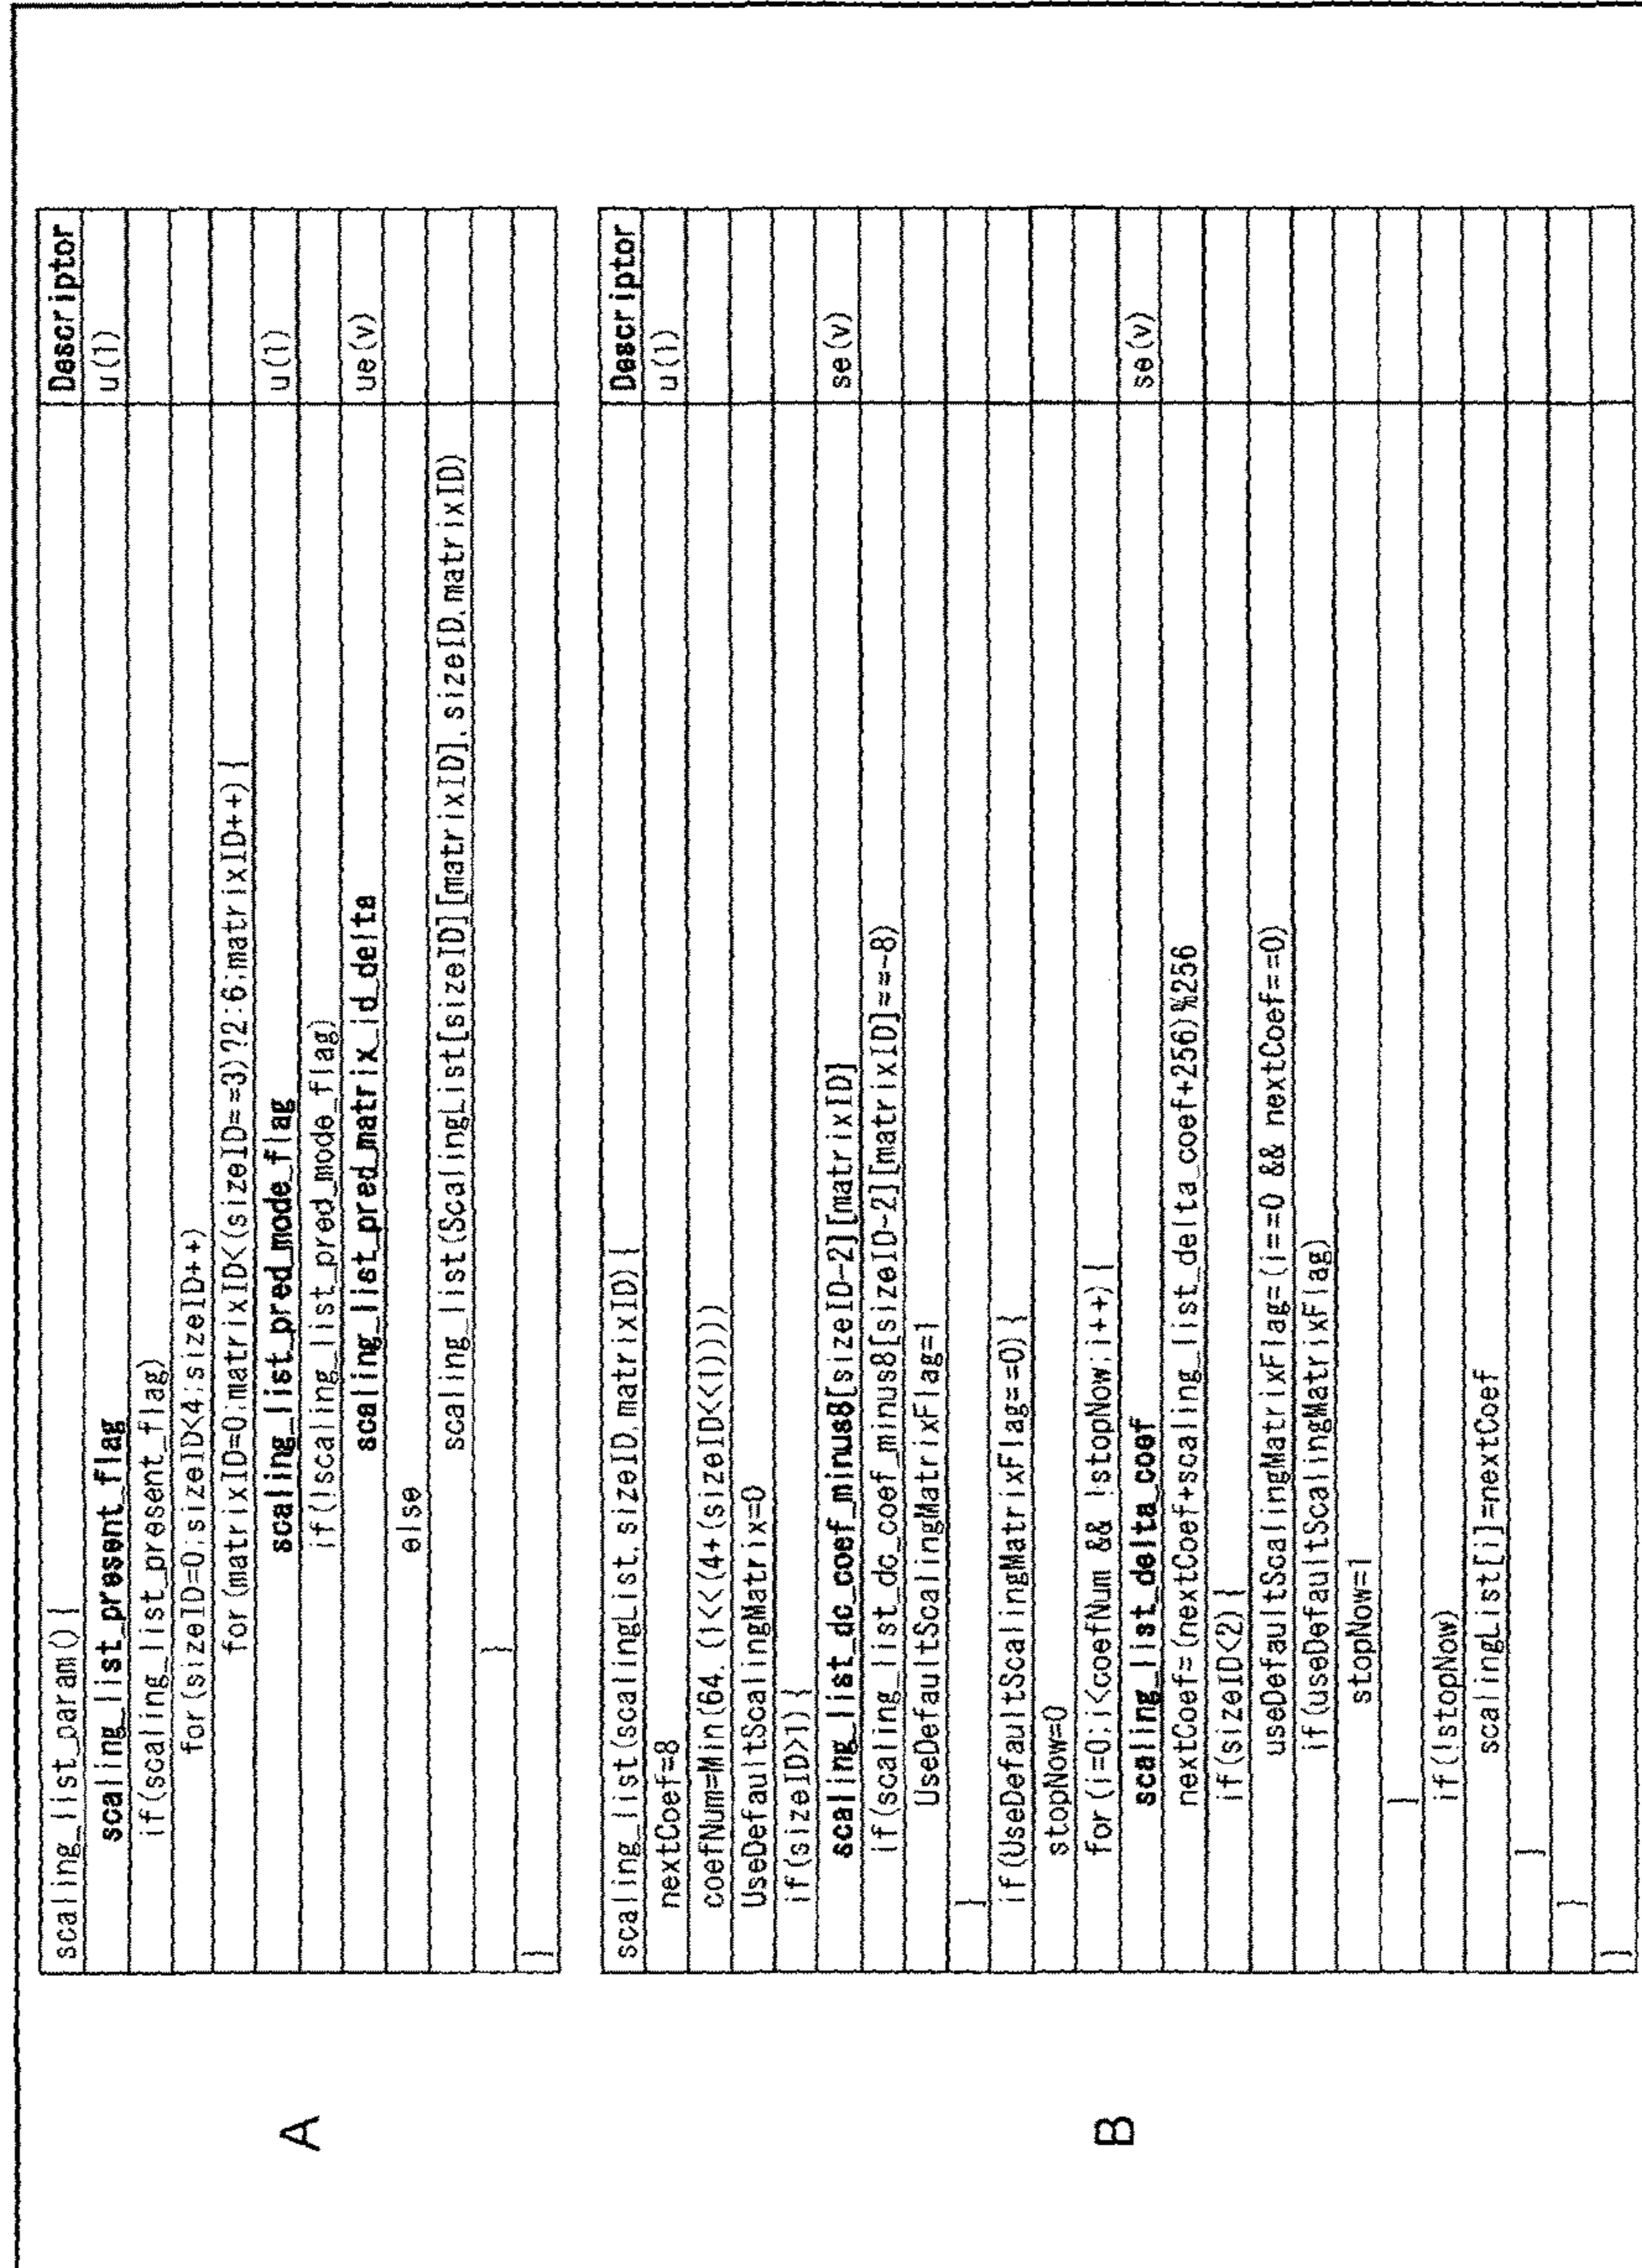 A
scaling_list_param() { Descriptor
scaling_list_present_flag u(1)
if(scaling_list_present_flag)
for(sizeID=0;sizeID<4;sizeID++)
for(matrixID=0;matrixID<(sizeID==3)?2:6;matrixID++) {
scaling_list_pred_mode_flag u(1)
if(!scaling_list_pred_mode_flag)
scaling_list_pred_matrix_id_delta ue(v)
else
scaling_list(ScalingList[sizeID][matrixID],sizeID,matrixID)
}
}
B
scaling_list(scalingList,sizeID,matrixID) { Descriptor
nextCoef=8 u(1)
coefNum=Min(64,(1<<(4+(sizeID<<1))))
UseDefaultScalingMatrix=0
if(sizeID>1) {
scaling_list_dc_coef_minus8[sizeID-2][matrixID] se(v)
if(scaling_list_dc_coef_minus8[sizeID-2][matrixID]==-8)
UseDefaultScalingMatrixFlag=1
}
if(UseDefaultScalingMatrixFlag==0) {
stopNow=0
for(i=0;i<coefNum && !stopNow;i++) {
scaling_list_delta_coef se(v)
nextCoef=(nextCoef+scaling_list_delta_coef+256)%256
if(sizeID<2) {
useDefaultScalingMatrixFlag=(i==0 && nextCoef==0)
if(useDefaultScalingMatrixFlag)
stopNow=1
}
if(!stopNow)
scalingList[i]=nextCoef
}
}
}